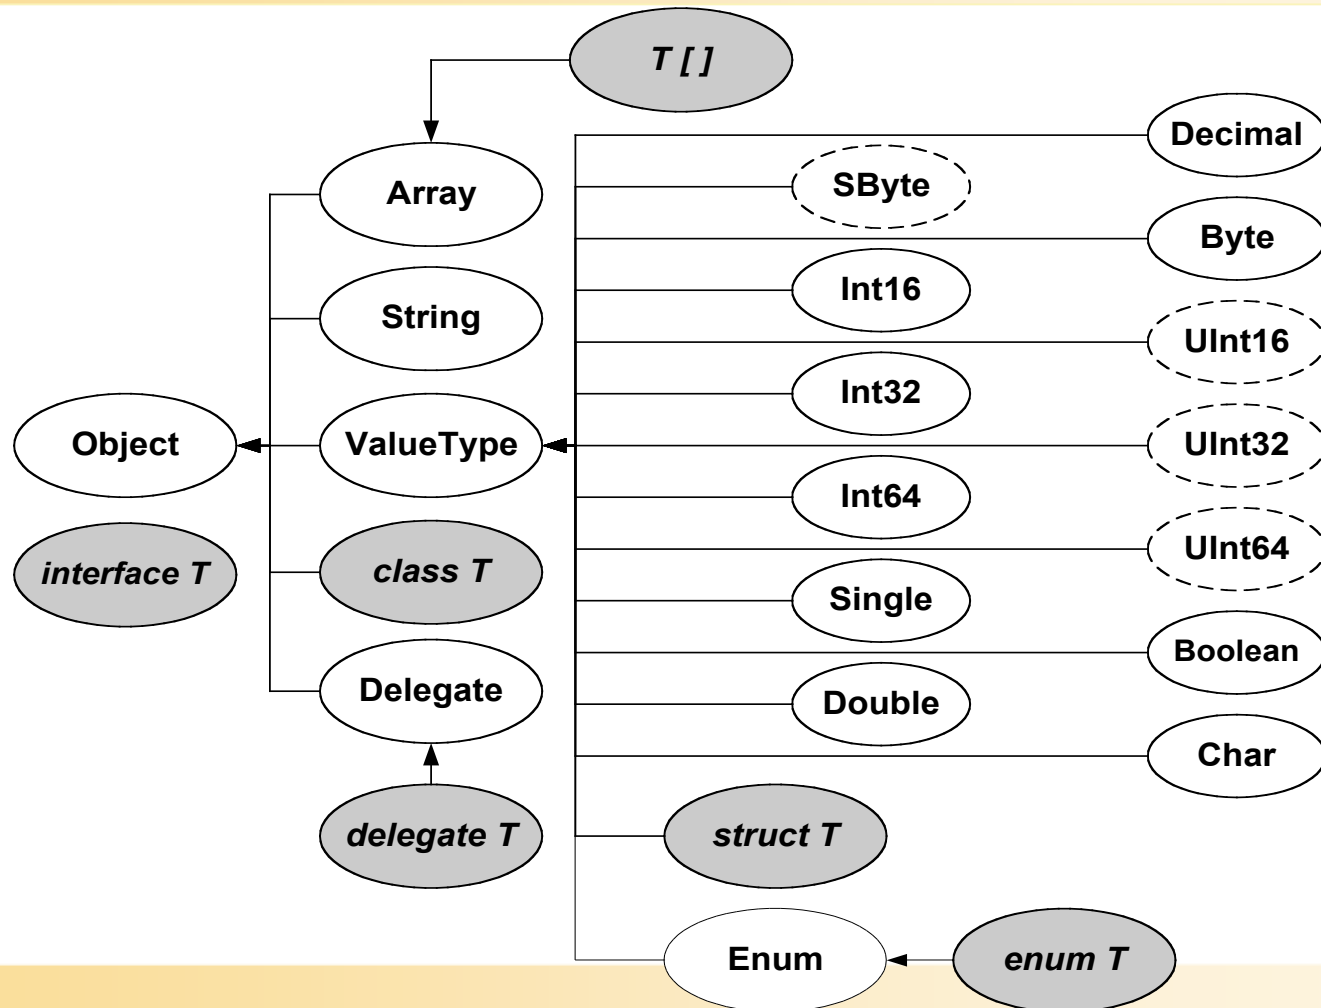 T [ ]
Decimal
SByte
Array
Byte
Int16
String
UInt16
Int32
Object
ValueType
UInt32
Int64
UInt64
interface T
class T
Single
Boolean
Delegate
Double
Char
delegate T
struct T
Enum
enum T